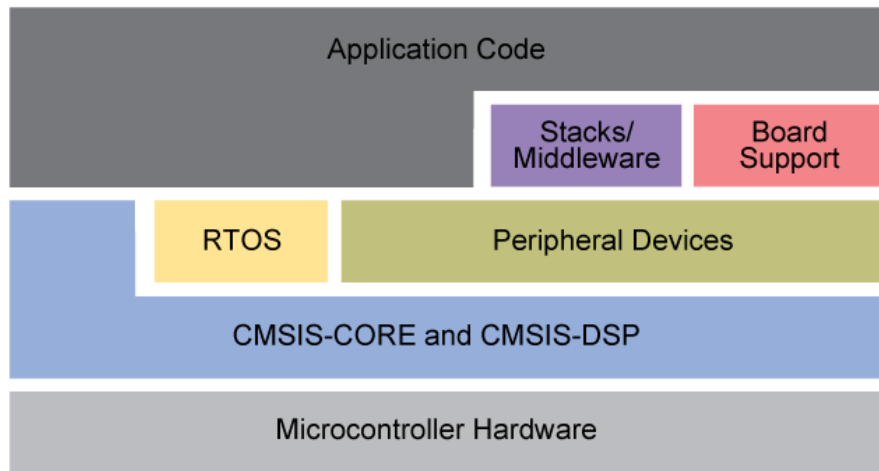 Application Code
Stacks/
Middleware
Board
Support
RTOS
Peripheral Devices
CMSIS-CORE and CMSIS-DSP
Microcontroller Hardware